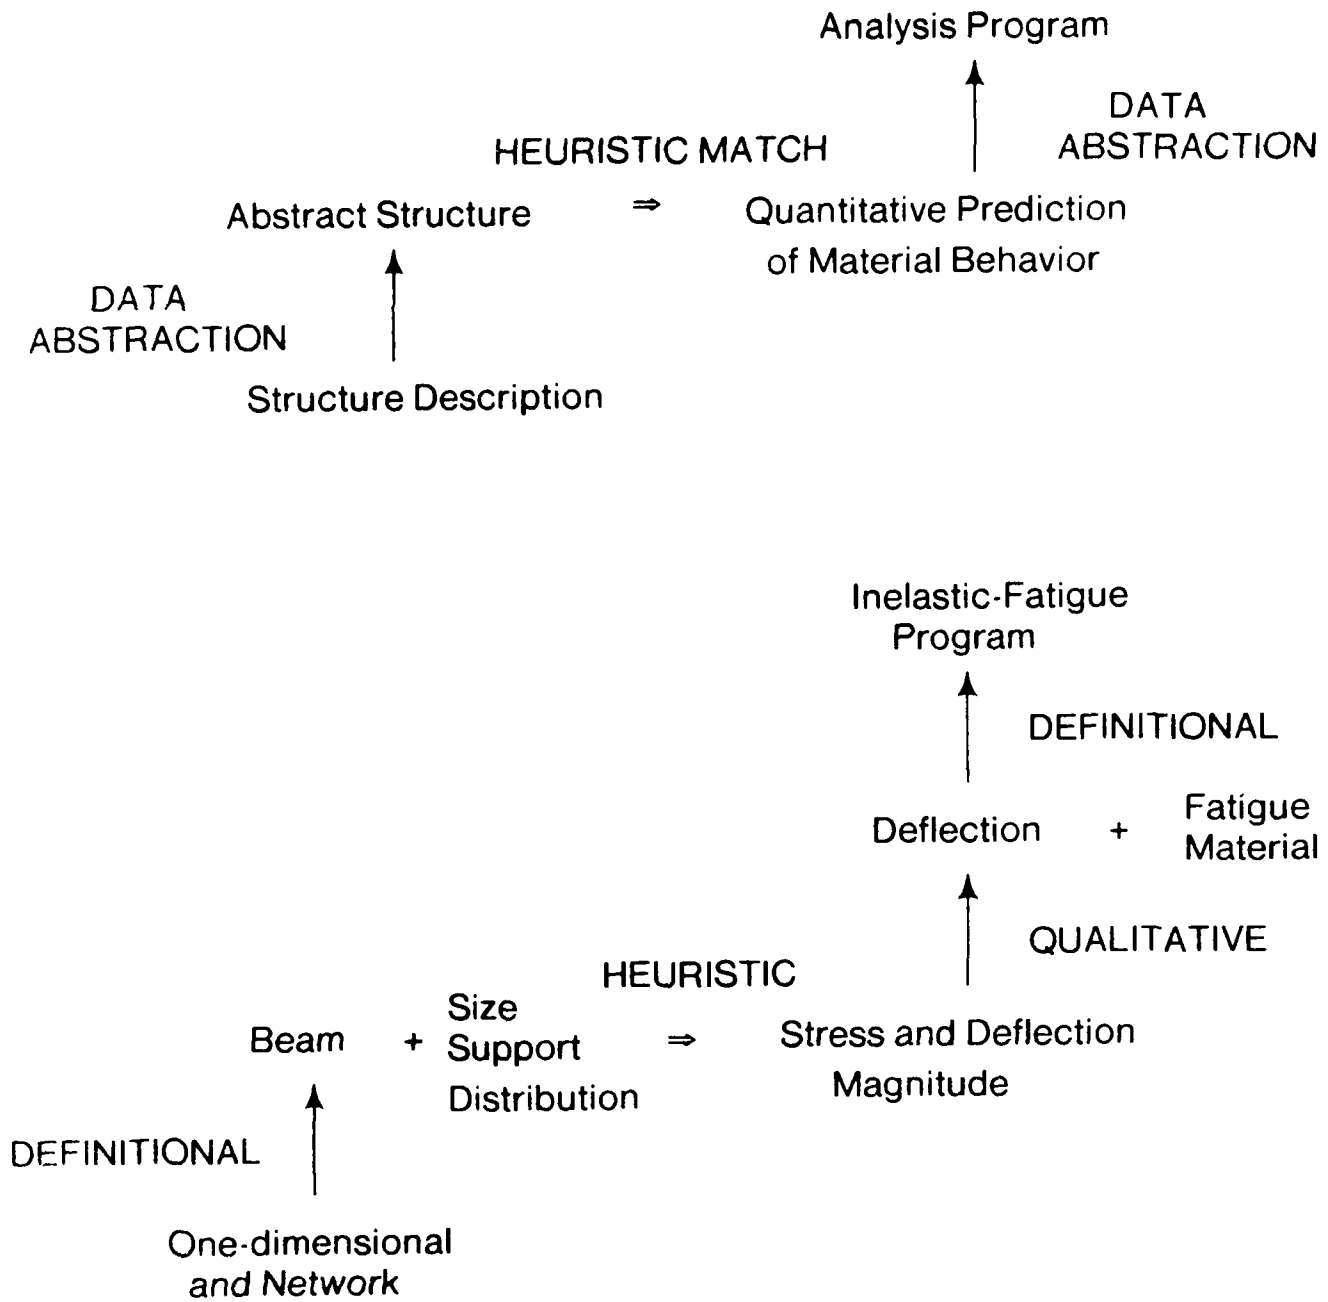 Analysis Program
DATA
ABSTRACTION
HEURISTIC MATCH
Abstract Structure
⇒
Quantitative Prediction
of Material Behavior
DATA
ABSTRACTION
Structure Description
Inelastic-Fatigue
Program
DEFINITIONAL
Deflection
+
Fatigue
Material
QUALITATIVE
HEURISTIC
Beam
+
Size
Support
Distribution
⇒
Stress and Deflection
Magnitude
DEFINITIONAL
One-dimensional
and Network